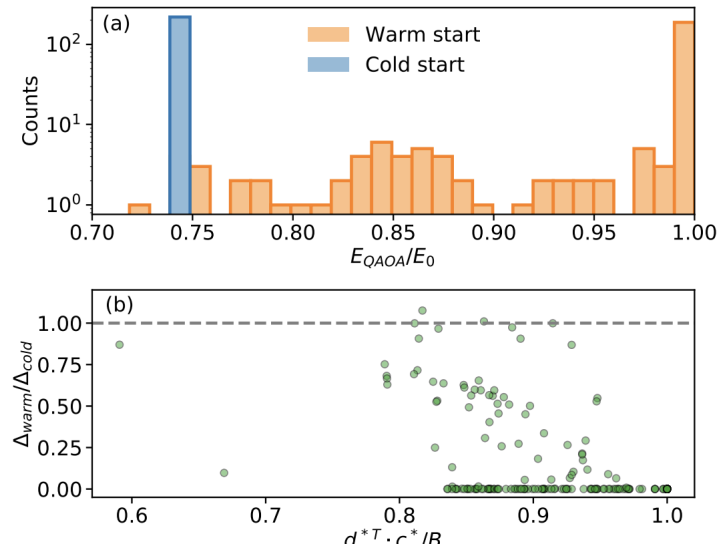 (a)
Warm start
Cold start
Counts
10² 10¹ 10⁰
0.70 0.75 0.80 0.85 0.90 0.95 1.00
E_QAOA/E_0
(b)
Δ_warm/Δ_cold
1.00 0.75 0.50 0.25 0.00
0.6 0.7 0.8 0.9 1.0
d*ᵀ · c*/B